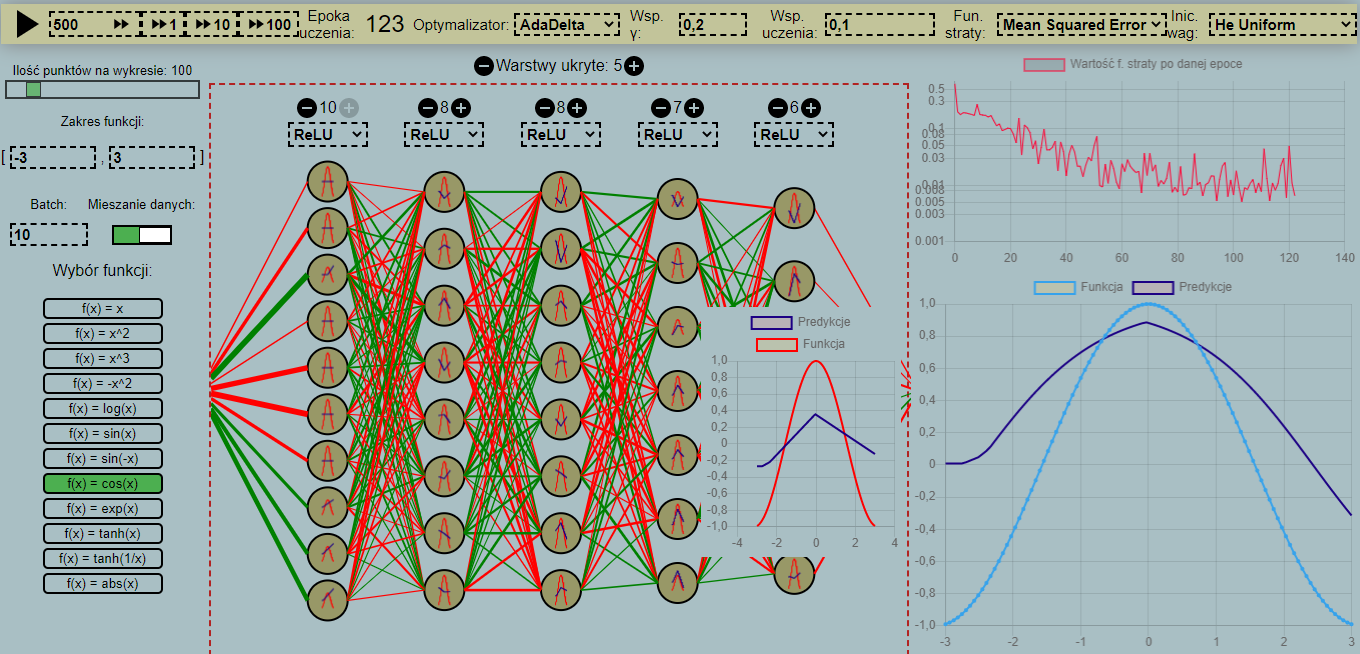 500 1 10 100 Epoka uczenia: 123 Optymalizator: AdaDelta Wsp. γ: 0,2 Wsp. uczenia: 0,1 Fun. straty: Mean Squared Error Inic. wag: He Uniform
Ilość punktów na wykresie: 100
Zakres funkcji:
[ -3 , 3 ]
Batch: Mieszanie danych:
10
Wybór funkcji:
f(x) = x
f(x) = x^2
f(x) = x^3
f(x) = -x^2
f(x) = log(x)
f(x) = sin(x)
f(x) = sin(-x)
f(x) = cos(x)
f(x) = exp(x)
f(x) = tanh(x)
f(x) = tanh(1/x)
f(x) = abs(x)
Warstwy ukryte: 5
10 8 8 7 6
ReLU ReLU ReLU ReLU ReLU
Predykcje
Funkcja
1,0
0,8
0,6
0,4
0,2
0
-0,2
-0,4
-0,6
-0,8
-1,0
-4 -2 0 2 4
Wartość f. straty po danej epoce
0.5
0.3
0.1
0.08
0.05
0.03
0.01
0.008
0.005
0.003
0.001
0 20 40 60 80 100 120 140
Funkcja Predykcje
1,0
0,8
0,6
0,4
0,2
0
-0,2
-0,4
-0,6
-0,8
-1,0
-3 -2 -1 0 1 2 3